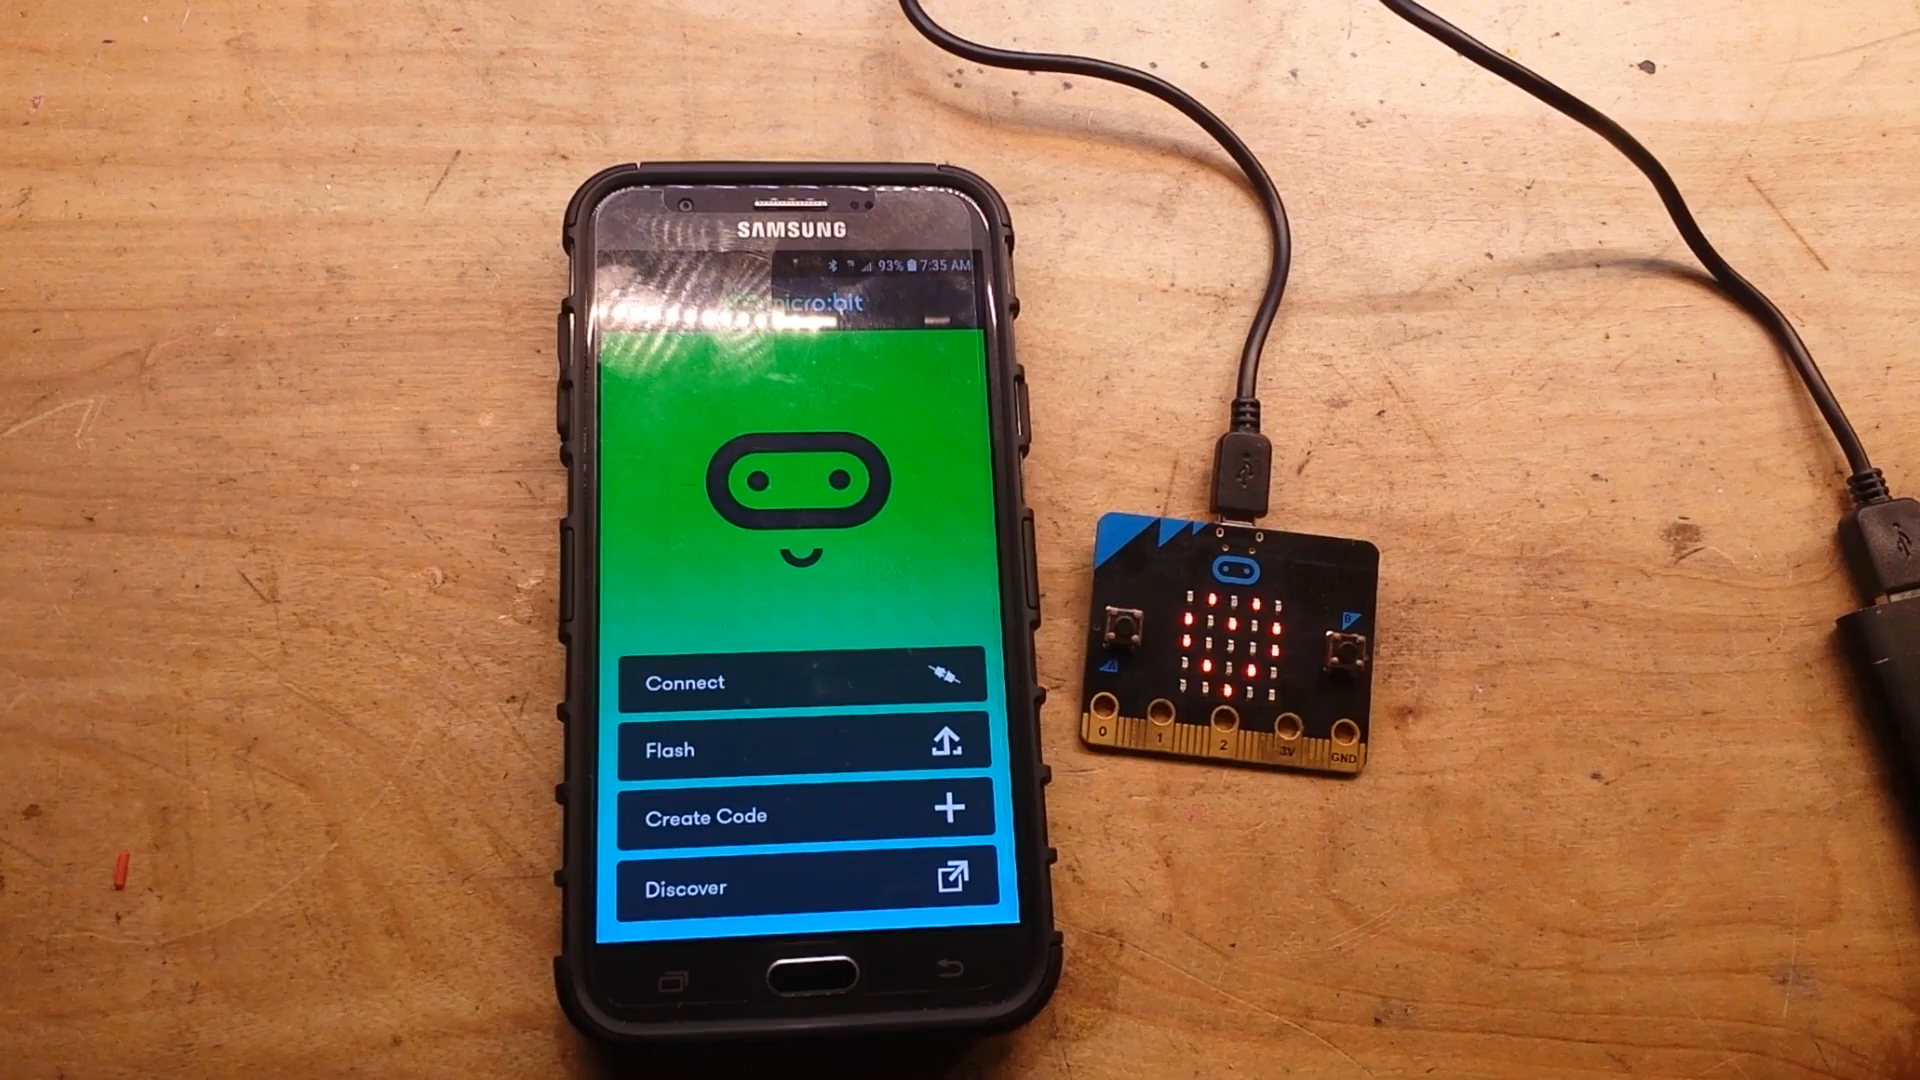 SAMSUNG
93% 7:35 AM
micro:bit
Connect
Flash
Create Code
Discover
A
B
0 1 2 3V GND